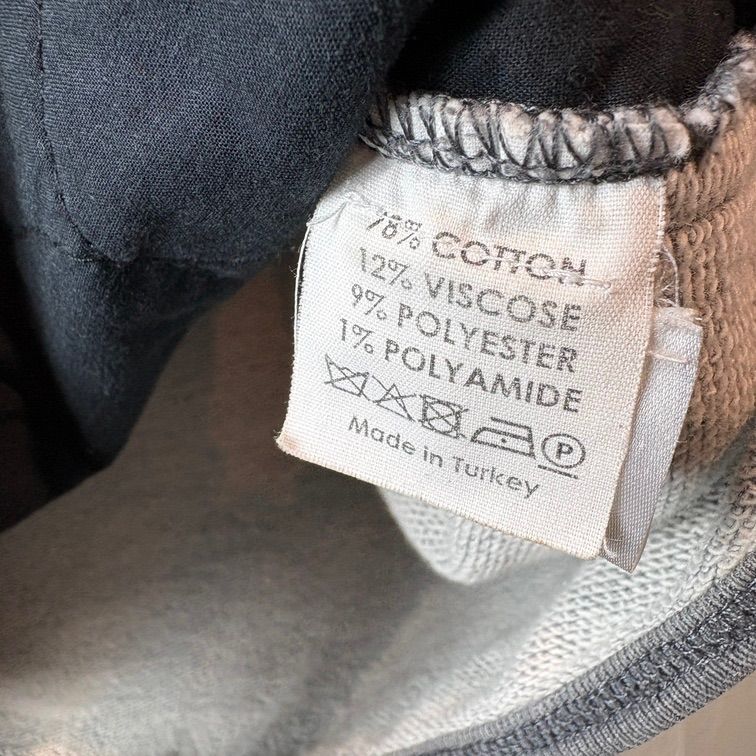 78% COTTON
12% VISCOSE
9% POLYESTER
1% POLYAMIDE
P
Made in Turkey